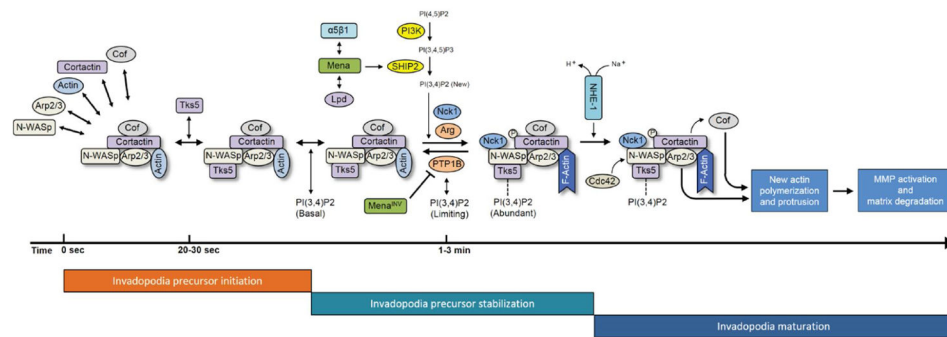 Cof
Cortactin
Actin
Arp2/3
N-WASp
Cof
Cortactin
N-WASp
Arp2/3
Actin
Tks5
Cof
Cortactin
N-WASp
Arp2/3
Actin
Tks5
PI(3,4)P2
(Basal)
α5β1
Mena
Lpd
SHIP2
PI(4,5)P2
PI3K
PI(3,4,5)P3
PI(3,4)P2 (New)
Cof
Cortactin
N-WASp
Arp2/3
Actin
Tks5
Nck1
Arg
PTP1B
Mena^INV
PI(3,4)P2
(Limiting)
Cof
P
Nck1
Cortactin
N-WASp
Arp2/3
Tks5
F-Actin
PI(3,4)P2
(Abundant)
H+
Na+
NHE-1
Cof
P
Nck1
Cortactin
N-WASp
Arp2/3
Tks5
F-Actin
Cdc42
PI(3,4)P2
New actin
polymerization
and protrusion
MMP activation
and
matrix degradation
Time
0 sec
20-30 sec
1-3 min
Invadopodia precursor initiation
Invadopodia precursor stabilization
Invadopodia maturation